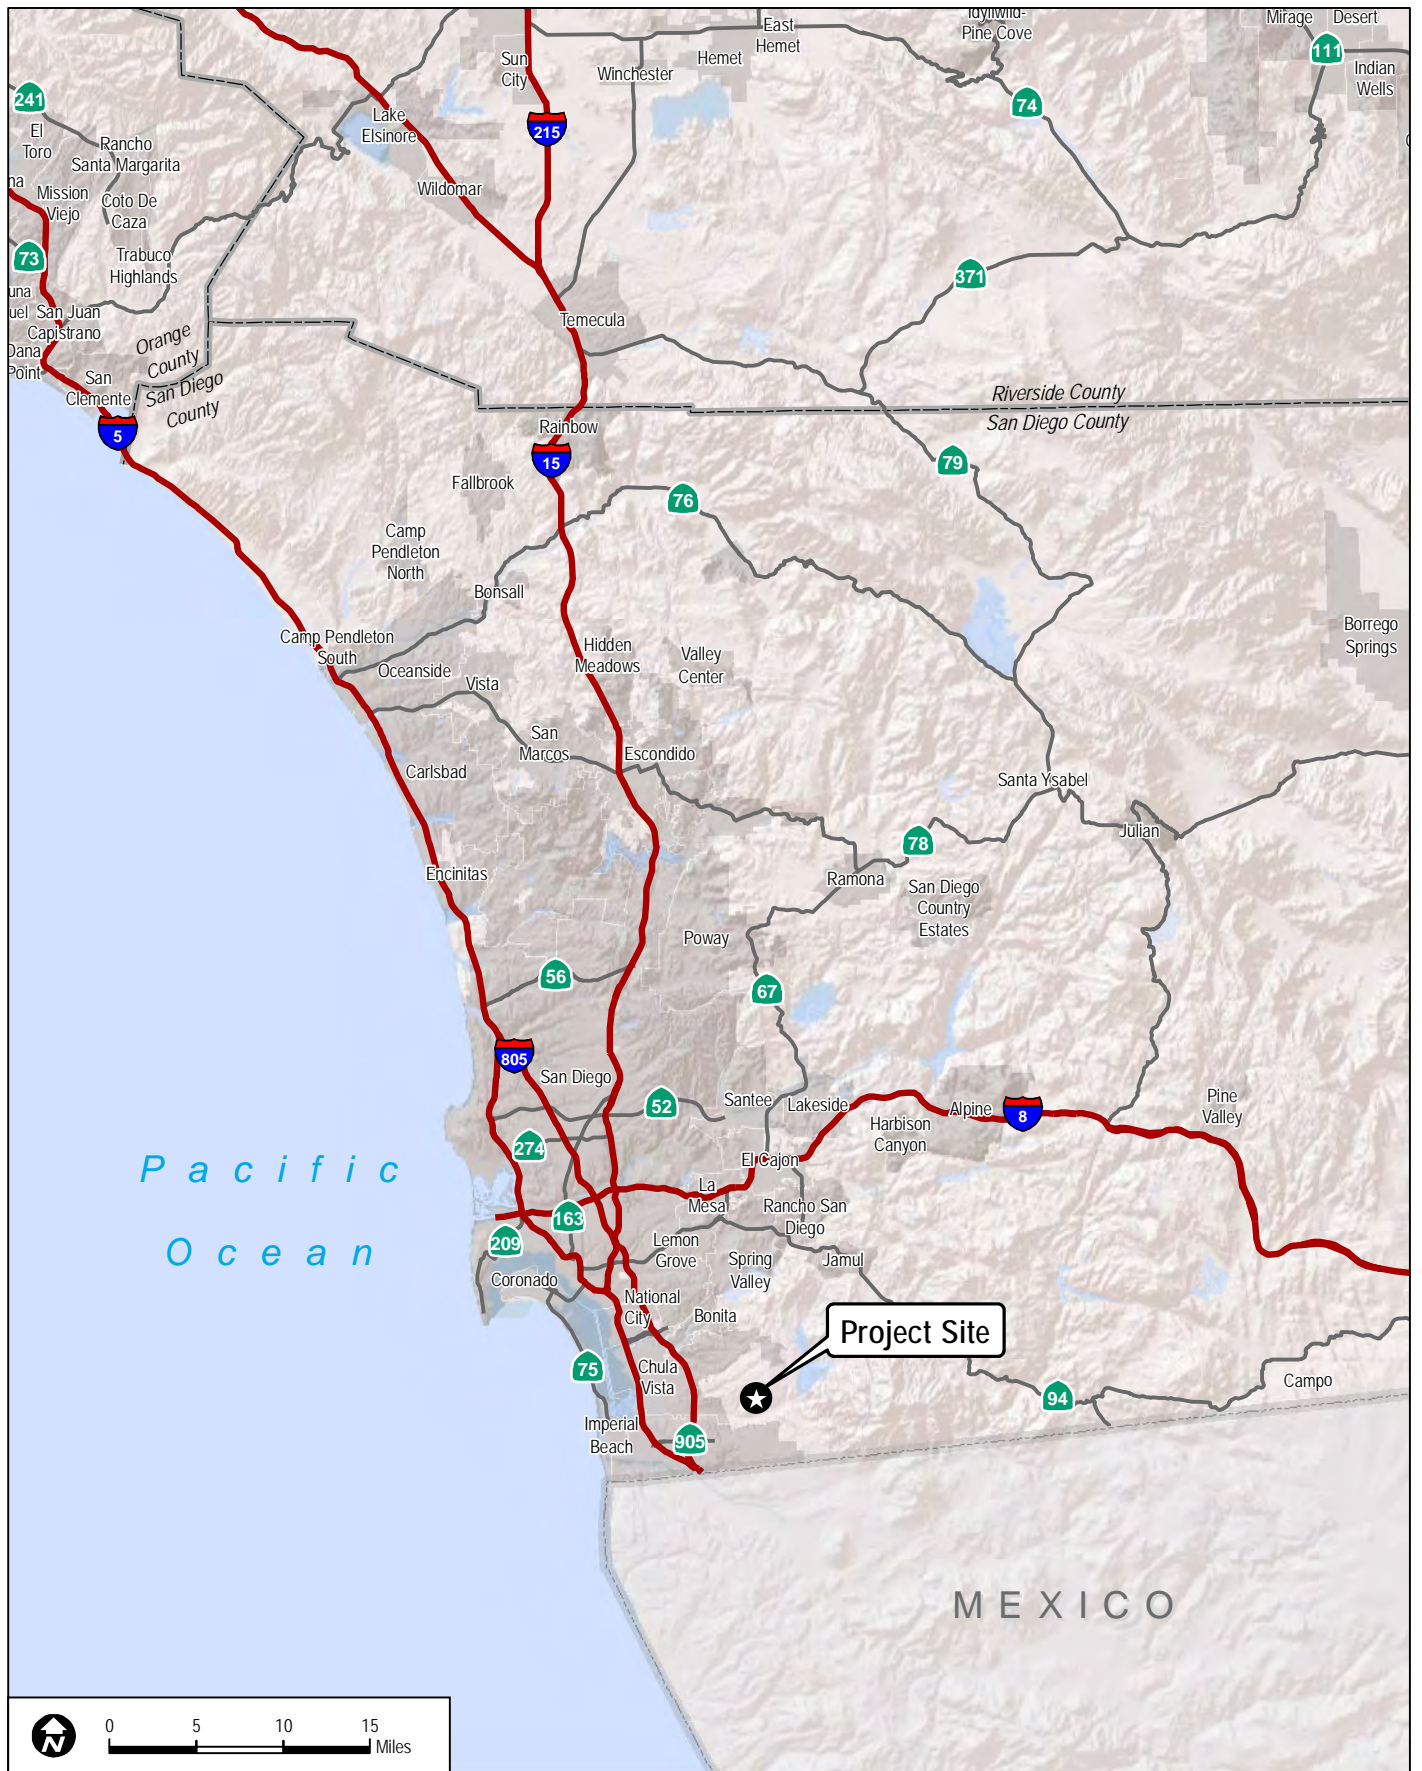 East
Hemet
Idyllwild-
Pine Cove
Mirage
Desert
111
Indian
Wells
Hemet
Sun
City
Winchester
241
74
Lake
Elsinore
215
El
Toro
Rancho
Santa Margarita
na
Mission
Viejo
Coto De
Caza
Wildomar
73
Trabuco
Highlands
371
una
uel
San Juan
Capistrano
Temecula
Orange
County
Dana
Point
San
Clemente
San Diego
County
Riverside County
San Diego County
5
Rainbow
15
79
Fallbrook
76
Camp
Pendleton
North
Bonsall
Camp Pendleton
South
Hidden
Meadows
Valley
Center
Borrego
Springs
Oceanside
Vista
San
Marcos
Escondido
Carlsbad
Santa Ysabel
Julian
78
Encinitas
Ramona
San Diego
Country
Estates
Poway
56
67
805
San Diego
52
Santee
Lakeside
Alpine
8
Pine
Valley
Harbison
Canyon
274
El Cajon
Pacific
Ocean
La
Mesa
Rancho San
Diego
163
209
Lemon
Grove
Spring
Valley
Jamul
Coronado
National
City
Bonita
Project Site
75
Chula
Vista
94
Campo
Imperial
Beach
905
MEXICO
N
0 5 10 15
Miles